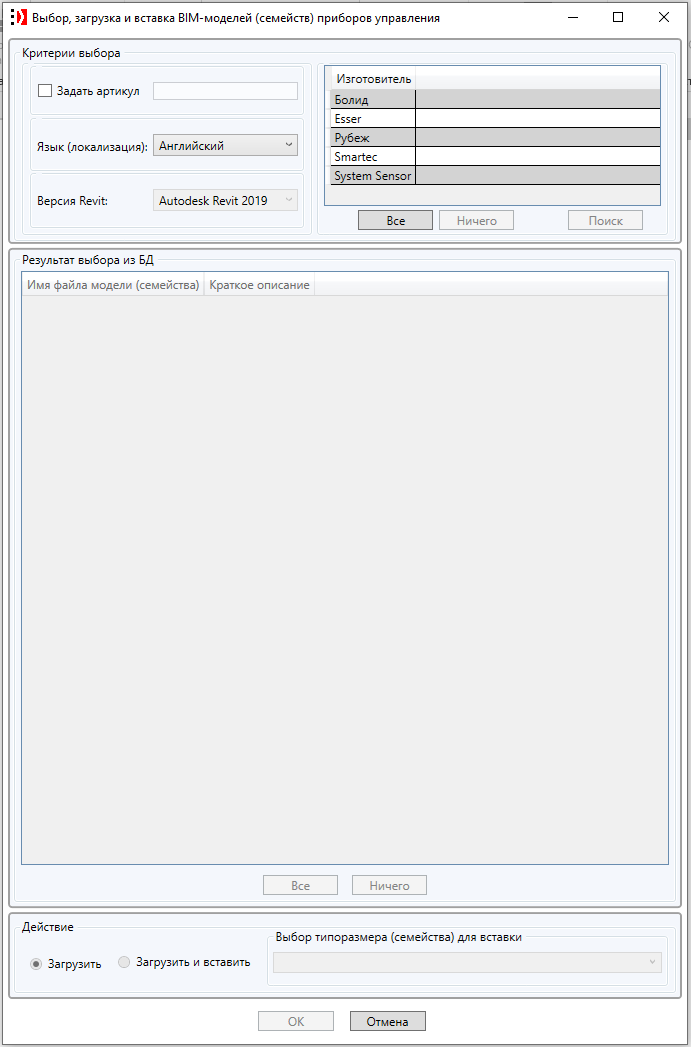 Выбор, загрузка и вставка BIM-моделей (семейств) приборов управления
Критерии выбора
Задать артикул
Язык (локализация): Английский
Версия Revit: Autodesk Revit 2019
Изготовитель
Болид
Esser
Рубеж
Smartec
System Sensor
Все Ничего Поиск
Результат выбора из БД
Имя файла модели (семейства) Краткое описание
Все Ничего
Действие
Загрузить Загрузить и вставить
Выбор типоразмера (семейства) для вставки
OK Отмена